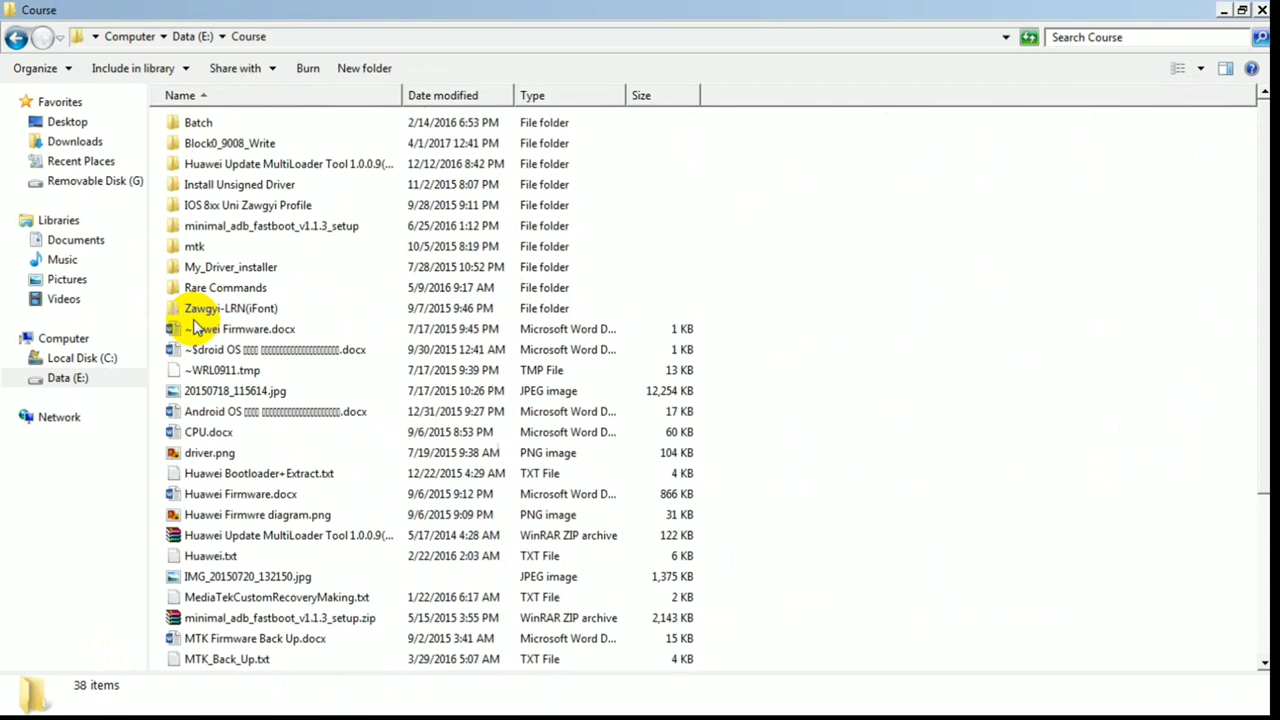 Course
Computer Data (E:) Course
Search Course
Organize Include in library Share with Burn New folder
Favorites
Desktop
Downloads
Recent Places
Removable Disk (G)
Libraries
Documents
Music
Pictures
Videos
Computer
Local Disk (C:)
Data (E:)
Network
Name Date modified Type Size
Batch 2/14/2016 6:53 PM File folder
Block0_9008_Write 4/1/2017 12:41 PM File folder
Huawei Update MultiLoader Tool 1.0.0.9(... 12/12/2016 8:42 PM File folder
Install Unsigned Driver 11/2/2015 8:07 PM File folder
IOS 8xx Uni Zawgyi Profile 9/28/2015 9:11 PM File folder
minimal_adb_fastboot_v1.1.3_setup 6/25/2016 1:12 PM File folder
mtk 10/5/2015 8:19 PM File folder
My_Driver_installer 7/28/2015 10:52 PM File folder
Rare Commands 5/9/2016 9:17 AM File folder
Zawgyi-LRN(iFont) 9/7/2015 9:46 PM File folder
Firmware.docx 7/17/2015 9:45 PM Microsoft Word D... 1 KB
~$droid OS .docx 9/30/2015 12:41 AM Microsoft Word D... 1 KB
~WRL0911.tmp 7/17/2015 9:39 PM TMP File 13 KB
20150718_115614.jpg 7/17/2015 10:26 PM JPEG image 12,254 KB
Android OS .docx 12/31/2015 9:27 PM Microsoft Word D... 17 KB
CPU.docx 9/6/2015 8:53 PM Microsoft Word D... 60 KB
driver.png 7/19/2015 9:38 AM PNG image 104 KB
Huawei Bootloader+Extract.txt 12/22/2015 4:29 AM TXT File 4 KB
Huawei Firmware.docx 9/6/2015 9:12 PM Microsoft Word D... 866 KB
Huawei Firmwre diagram.png 9/6/2015 9:09 PM PNG image 31 KB
Huawei Update MultiLoader Tool 1.0.0.9(... 5/17/2014 4:28 AM WinRAR ZIP archive 122 KB
Huawei.txt 2/22/2016 2:03 AM TXT File 6 KB
IMG_20150720_132150.jpg JPEG image 1,375 KB
MediaTekCustomRecoveryMaking.txt 1/22/2016 6:17 AM TXT File 2 KB
minimal_adb_fastboot_v1.1.3_setup.zip 5/15/2015 3:55 PM WinRAR ZIP archive 2,143 KB
MTK Firmware Back Up.docx 9/2/2015 3:41 AM Microsoft Word D... 15 KB
MTK_Back_Up.txt 3/29/2016 5:07 AM TXT File 4 KB
38 items